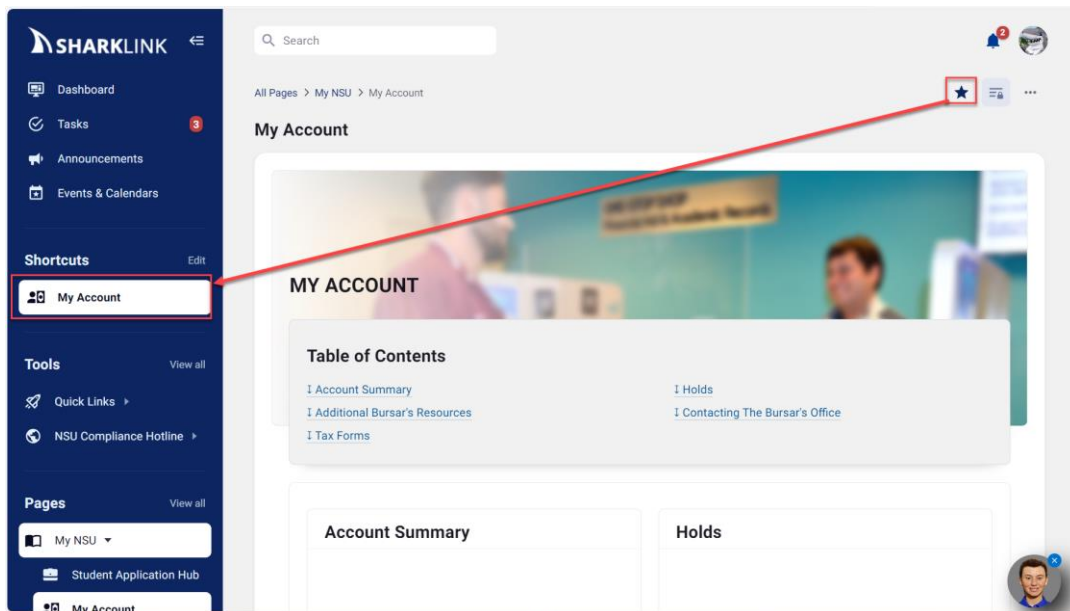 SHARKLINK
Search
2
Dashboard
All Pages > My NSU > My Account
Tasks 3
My Account
Announcements
Events & Calendars
Shortcuts Edit
My Account
MY ACCOUNT
Table of Contents
Account Summary
Holds
Additional Bursar's Resources
Contacting The Bursar's Office
Tax Forms
Tools View all
Quick Links
NSU Compliance Hotline
Pages View all
My NSU
Student Application Hub
My Account
Account Summary
Holds